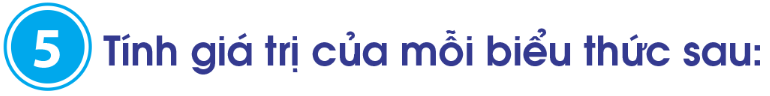 5 Tính giá trị của mỗi biểu thức sau: